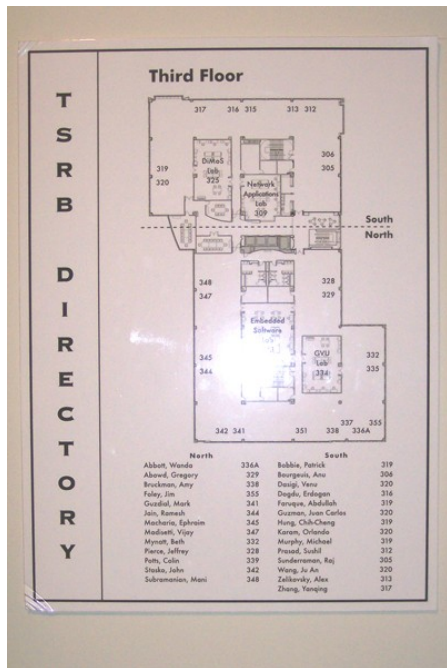 TSRB DIRECTORY
Third Floor
317 316 315 313 312
DiMoS
Lab
325
306
305
Network
Applications
Lab
309
319
320
South
North
348
347
328
329
Embedded
Software
Lab
345
344
GVU
Lab
334
332
335
337 355
342 341 351 338 336A
North
Abbott, Wanda 336A
Abowd, Gregory 329
Bruckman, Amy 338
Foley, Jim 355
Guzdial, Mark 341
Jain, Ramesh 344
Macharia, Ephraim 345
Madisetti, Vijay 347
Mynatt, Beth 332
Pierce, Jeffrey 328
Potts, Colin 339
Stasko, John 342
Subramanian, Mani 348
South
Bobbie, Patrick 319
Bourgeois, Anu 306
Dasigi, Venu 320
Dogdu, Erdogan 316
Faruque, Abdullah 319
Guzman, Juan Carlos 320
Hung, Chih-Cheng 319
Karam, Orlando 320
Murphy, Michael 319
Prasad, Sushil 312
Sunderraman, Raj 305
Wang, Ju An 320
Zelikovsky, Alex 313
Zhang, Yanqing 317